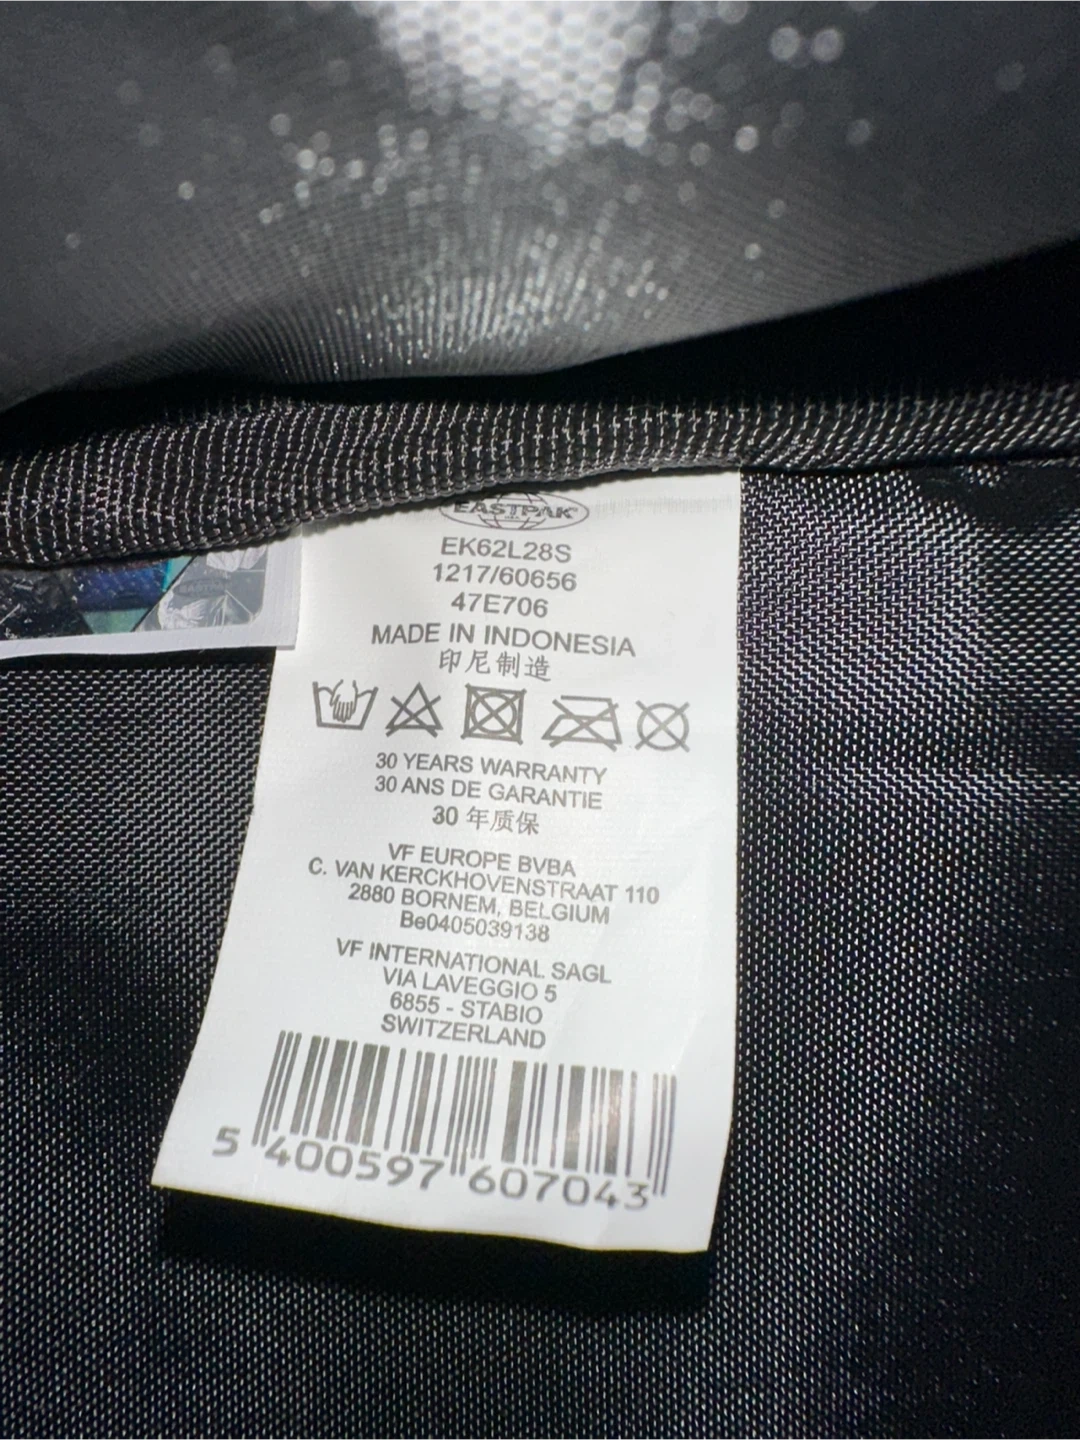 EASTPAK®
EK62L28S
1217/60656
47E706
MADE IN INDONESIA
印尼制造
30 YEARS WARRANTY
30 ANS DE GARANTIE
30 年质保
VF EUROPE BVBA
C. VAN KERCKHOVENSTRAAT 110
2880 BORNEM, BELGIUM
Be0405039138
VF INTERNATIONAL SAGL
VIA LAVEGGIO 5
6855 - STABIO
SWITZERLAND
5 400597 607043